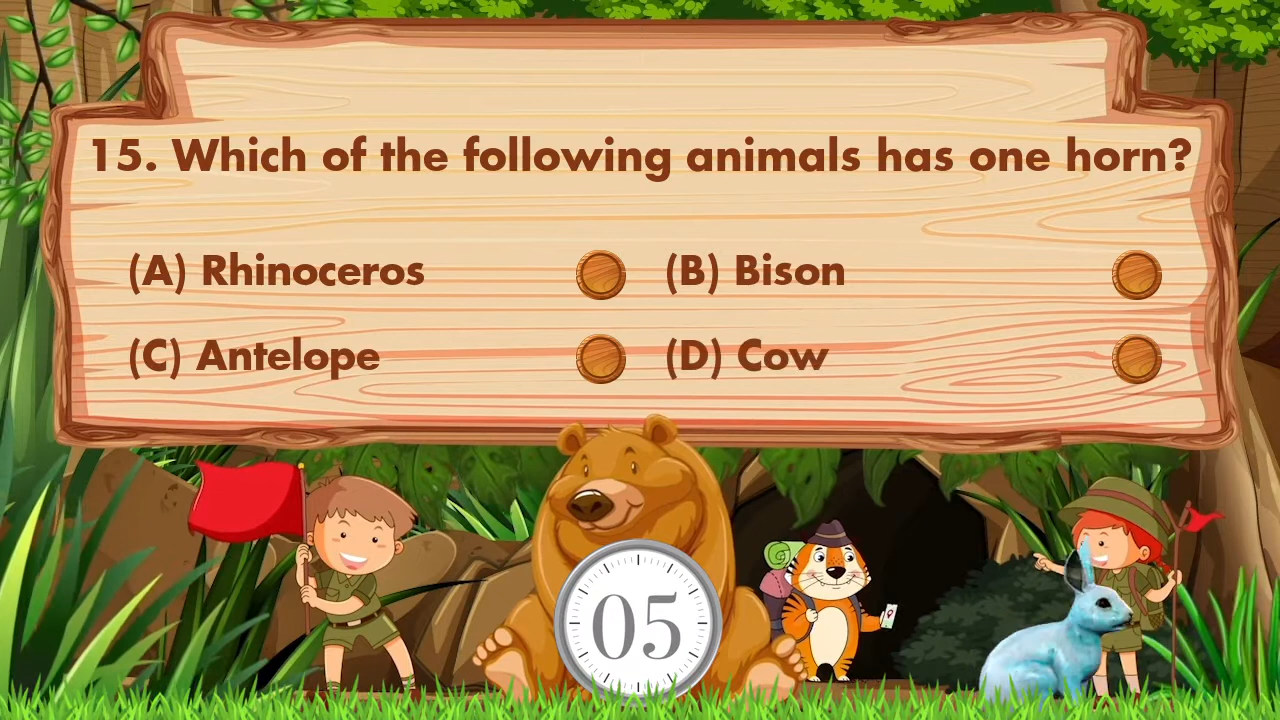 15. Which of the following animals has one horn?
(A) Rhinoceros (B) Bison
(C) Antelope (D) Cow
05